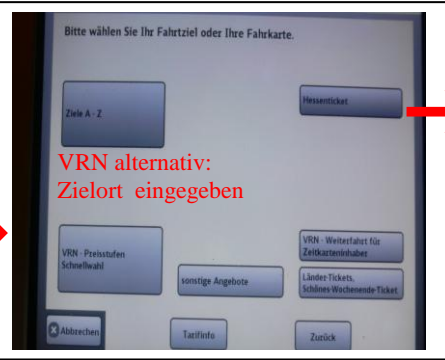 Bitte wählen Sie Ihr Fahrtziel oder Ihre Fahrkarte.
Ziele A - Z
Hessenticket
VRN alternativ:
Zielort eingegeben
VRN - Preisstufen
Schnellwahl
sonstige Angebote
VRN - Weiterfahrt für
Zeitkarteninhaber
Länder-Tickets,
Schönes-Wochenende-Ticket
Abbrechen
Tarifinfo
Zurück